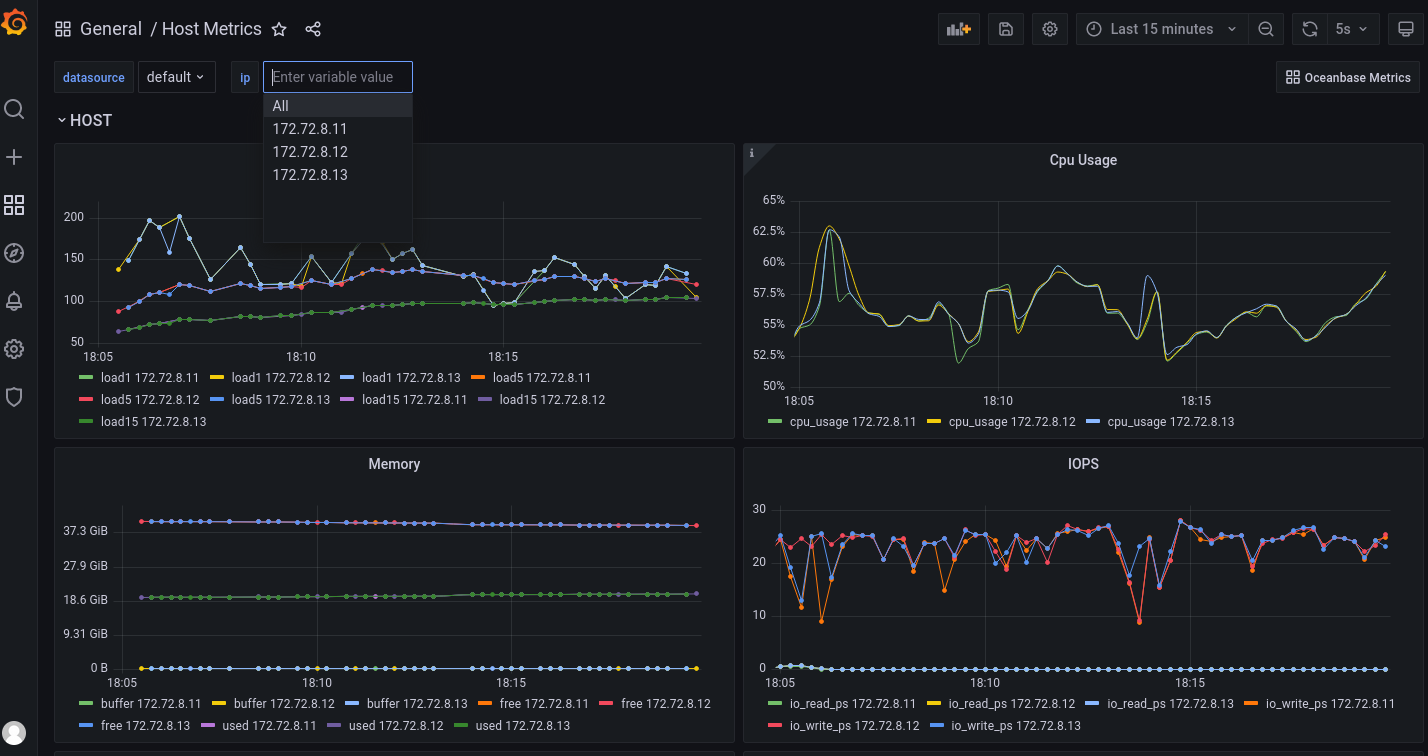 General / Host Metrics
Last 15 minutes
5s
datasource
default
ip
Enter variable value
Oceanbase Metrics
All
172.72.8.11
172.72.8.12
172.72.8.13
HOST
200
150
100
50
18:05
18:10
18:15
load1 172.72.8.11
load1 172.72.8.12
load1 172.72.8.13
load5 172.72.8.11
load5 172.72.8.12
load5 172.72.8.13
load15 172.72.8.11
load15 172.72.8.12
load15 172.72.8.13
i
Cpu Usage
65%
62.5%
60%
57.5%
55%
52.5%
50%
18:05
18:10
18:15
cpu_usage 172.72.8.11
cpu_usage 172.72.8.12
cpu_usage 172.72.8.13
Memory
37.3 GiB
27.9 GiB
18.6 GiB
9.31 GiB
0 B
18:05
18:10
18:15
buffer 172.72.8.11
buffer 172.72.8.12
buffer 172.72.8.13
free 172.72.8.11
free 172.72.8.12
free 172.72.8.13
used 172.72.8.11
used 172.72.8.12
used 172.72.8.13
IOPS
30
20
10
0
18:05
18:10
18:15
io_read_ps 172.72.8.11
io_read_ps 172.72.8.12
io_read_ps 172.72.8.13
io_write_ps 172.72.8.11
io_write_ps 172.72.8.12
io_write_ps 172.72.8.13